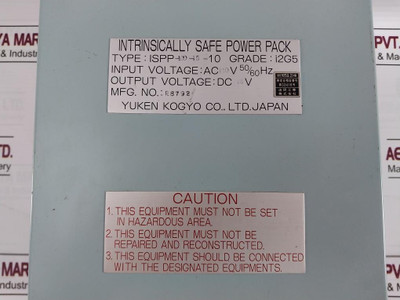 INTRINSICALLY SAFE POWER PACK
TYPE: ISPP- -10 GRADE: i2G5
INPUT VOLTAGE: AC V 50/60Hz
OUTPUT VOLTAGE: DC V
MFG. NO.:
YUKEN KOGYO CO., LTD. JAPAN
CAUTION
1. THIS EQUIPMENT MUST NOT BE SET
IN HAZARDOUS AREA.
2. THIS EQUIPMENT MUST NOT BE
REPAIRED AND RECONSTRUCTED.
3. THIS EQUIPMENT SHOULD BE CONNECTED
WITH THE DESIGNATED EQUIPMENTS.